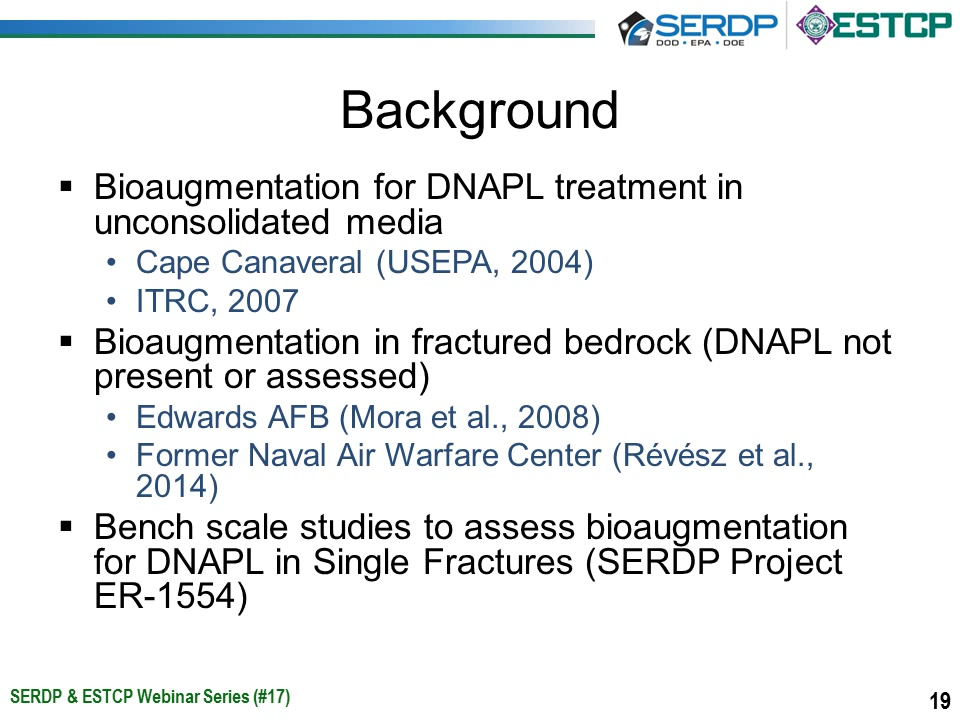 SERDP
DOD • EPA • DOE
ESTCP
Background
▪ Bioaugmentation for DNAPL treatment in
unconsolidated media
• Cape Canaveral (USEPA, 2004)
• ITRC, 2007
▪ Bioaugmentation in fractured bedrock (DNAPL not
present or assessed)
• Edwards AFB (Mora et al., 2008)
• Former Naval Air Warfare Center (Révész et al.,
2014)
▪ Bench scale studies to assess bioaugmentation
for DNAPL in Single Fractures (SERDP Project
ER-1554)
SERDP & ESTCP Webinar Series (#17)
19